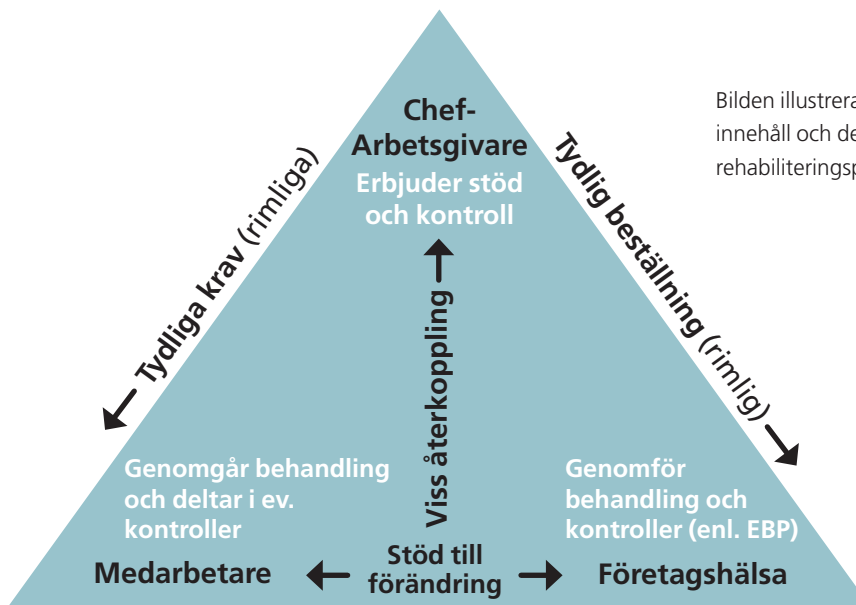 Chef-
Arbetsgivare
Erbjuder stöd
och kontroll
Bilden illustrera
innehåll och de
rehabiliteringsp
Tydliga krav (rimliga)
Tydlig beställning (rimlig)
Viss återkoppling
Genomgår behandling
och deltar i ev.
kontroller
Medarbetare
Stöd till
förändring
Genomför
behandling och
kontroller (enl. EBP)
Företagshälsa